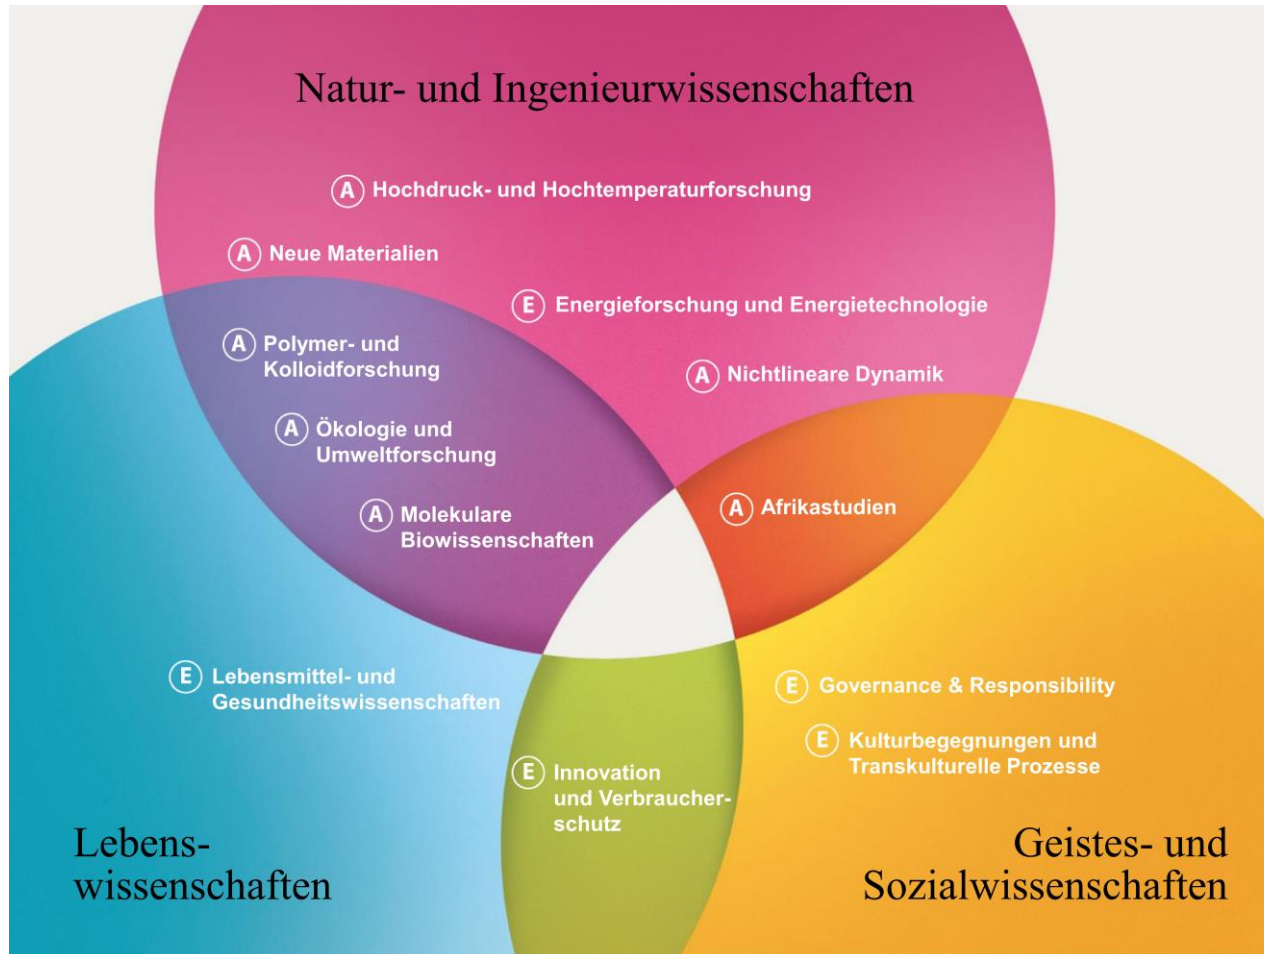 Natur- und Ingenieurwissenschaften
A Hochdruck- und Hochtemperaturforschung
A Neue Materialien
E Energieforschung und Energietechnologie
A Polymer- und
Kolloidforschung
A Nichtlineare Dynamik
A Ökologie und
Umweltforschung
A Molekulare
Biowissenschaften
A Afrikastudien
E Lebensmittel- und
Gesundheitswissenschaften
E Governance & Responsibility
E Kulturbegegnungen und
Transkulturelle Prozesse
E Innovation
und Verbraucher-
schutz
Lebens-
wissenschaften
Geistes- und
Sozialwissenschaften